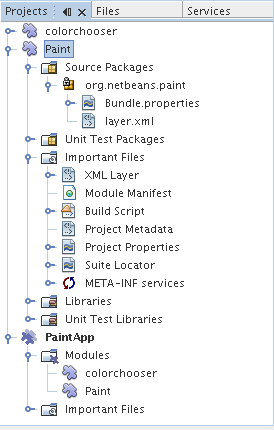 Projects Files Services
colorchooser
Paint
Source Packages
org.netbeans.paint
Bundle.properties
layer.xml
Unit Test Packages
Important Files
XML Layer
Module Manifest
Build Script
Project Metadata
Project Properties
Suite Locator
META-INF services
Libraries
Unit Test Libraries
PaintApp
Modules
colorchooser
Paint
Important Files